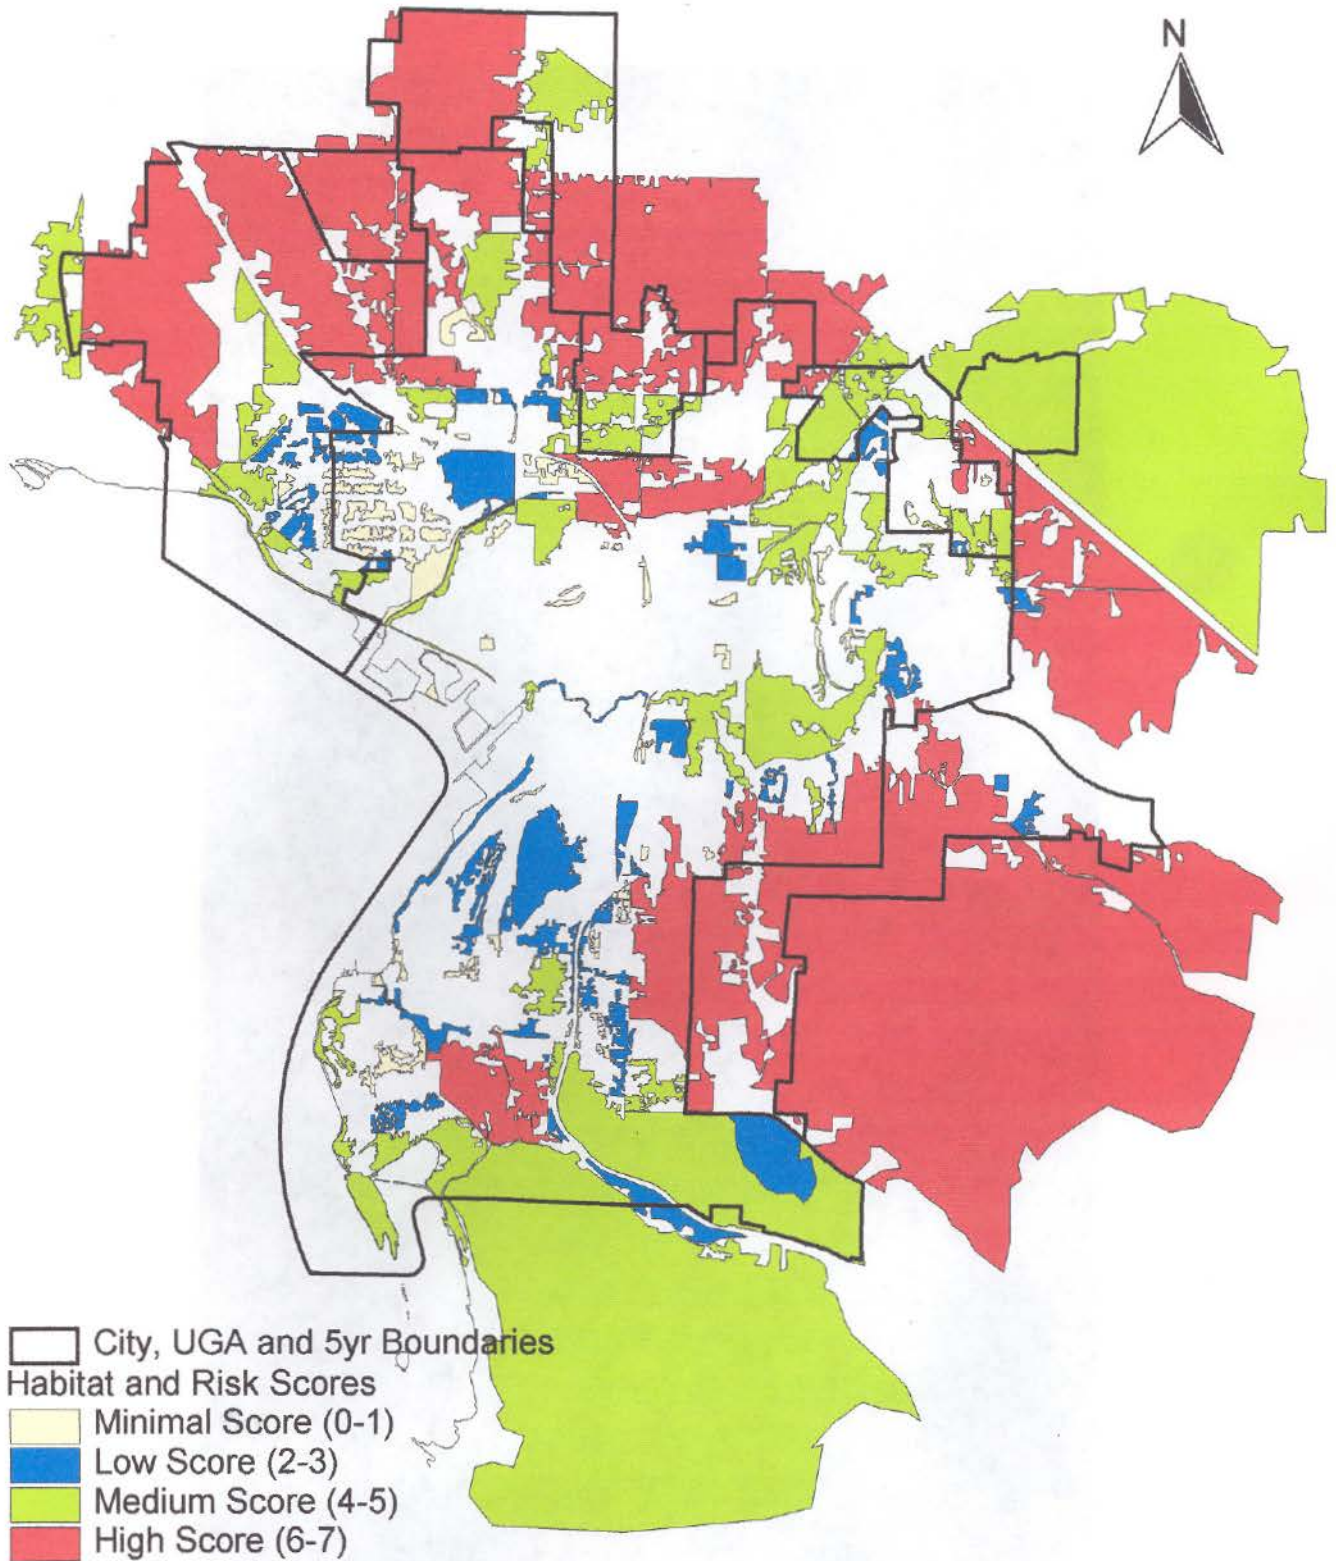 N
City, UGA and 5yr Boundaries
Habitat and Risk Scores
Minimal Score (0-1)
Low Score (2-3)
Medium Score (4-5)
High Score (6-7)